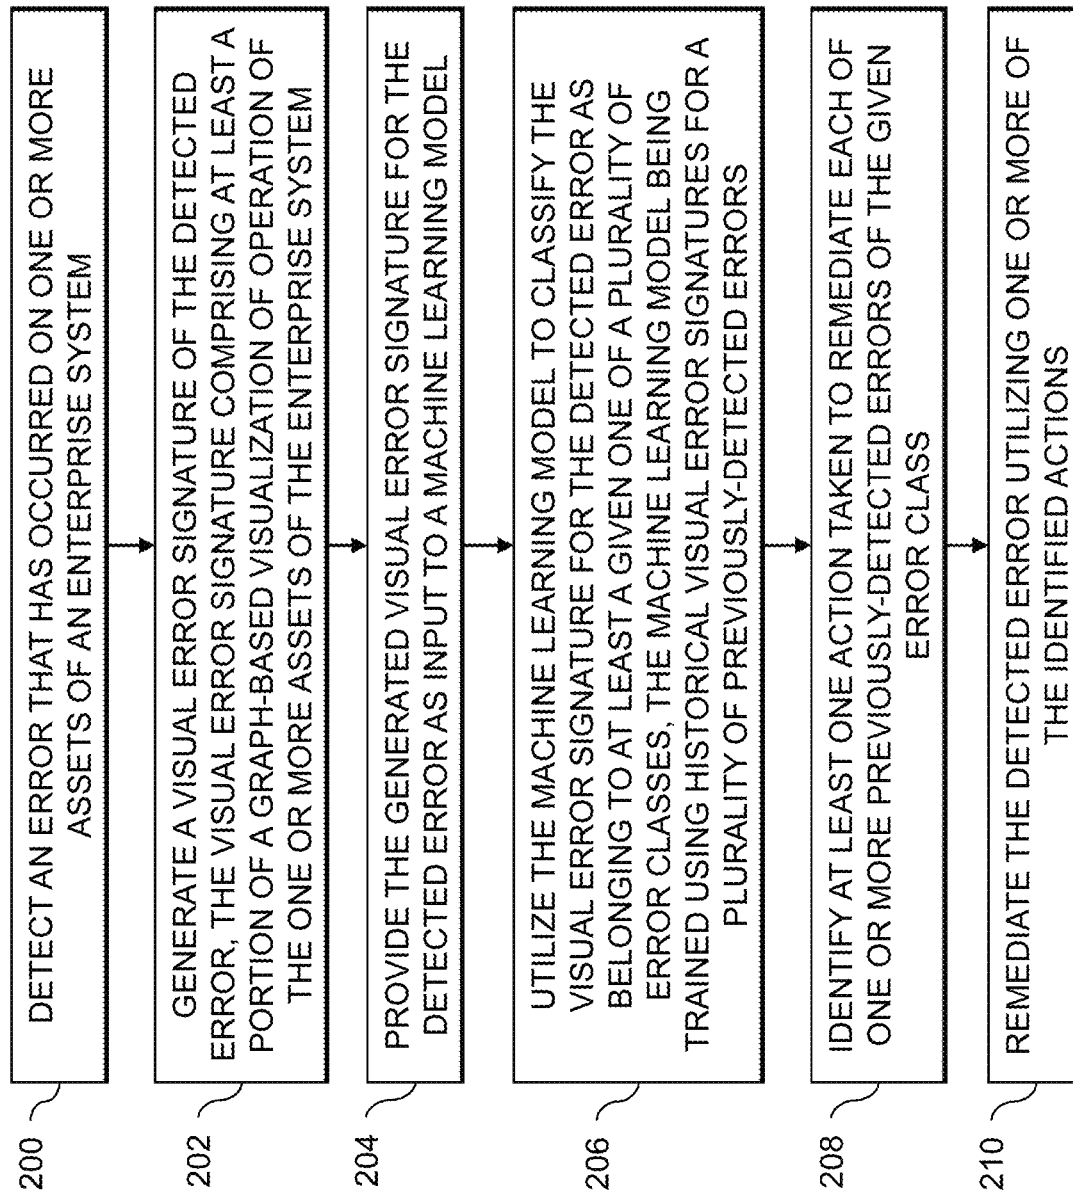 200
DETECT AN ERROR THAT HAS OCCURRED ON ONE OR MORE
ASSETS OF AN ENTERPRISE SYSTEM
202
GENERATE A VISUAL ERROR SIGNATURE OF THE DETECTED
ERROR, THE VISUAL ERROR SIGNATURE COMPRISING AT LEAST A
PORTION OF A GRAPH-BASED VISUALIZATION OF OPERATION OF
THE ONE OR MORE ASSETS OF THE ENTERPRISE SYSTEM
204
PROVIDE THE GENERATED VISUAL ERROR SIGNATURE FOR THE
DETECTED ERROR AS INPUT TO A MACHINE LEARNING MODEL
206
UTILIZE THE MACHINE LEARNING MODEL TO CLASSIFY THE
VISUAL ERROR SIGNATURE FOR THE DETECTED ERROR AS
BELONGING TO AT LEAST A GIVEN ONE OF A PLURALITY OF
ERROR CLASSES, THE MACHINE LEARNING MODEL BEING
TRAINED USING HISTORICAL VISUAL ERROR SIGNATURES FOR A
PLURALITY OF PREVIOUSLY-DETECTED ERRORS
208
IDENTIFY AT LEAST ONE ACTION TAKEN TO REMEDIATE EACH OF
ONE OR MORE PREVIOUSLY-DETECTED ERRORS OF THE GIVEN
ERROR CLASS
210
REMEDIATE THE DETECTED ERROR UTILIZING ONE OR MORE OF
THE IDENTIFIED ACTIONS